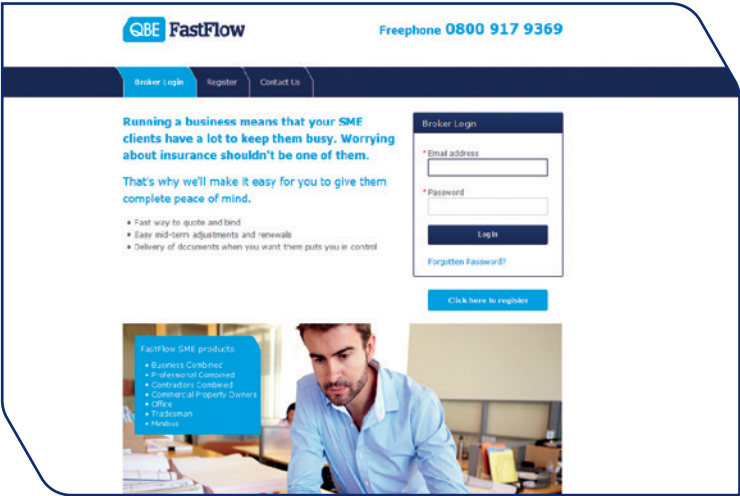 QBE FastFlow
Freephone 0800 917 9369
Broker Login
Register
Contact Us
Running a business means that your SME
clients have a lot to keep them busy. Worrying
about insurance shouldn't be one of them.
That's why we'll make it easy for you to give them
complete peace of mind.
• Fast way to quote and bind
• Easy mid-term adjustments and renewals
• Delivery of documents when you want them puts you in control
Broker Login
* Email address
* Password
Login
Forgotten Password?
Click here to register
FastFlow SME products
• Business Combined
• Professional Combined
• Contractors Combined
• Commercial Property Owners
• Office
• Tradesman
• Minibus